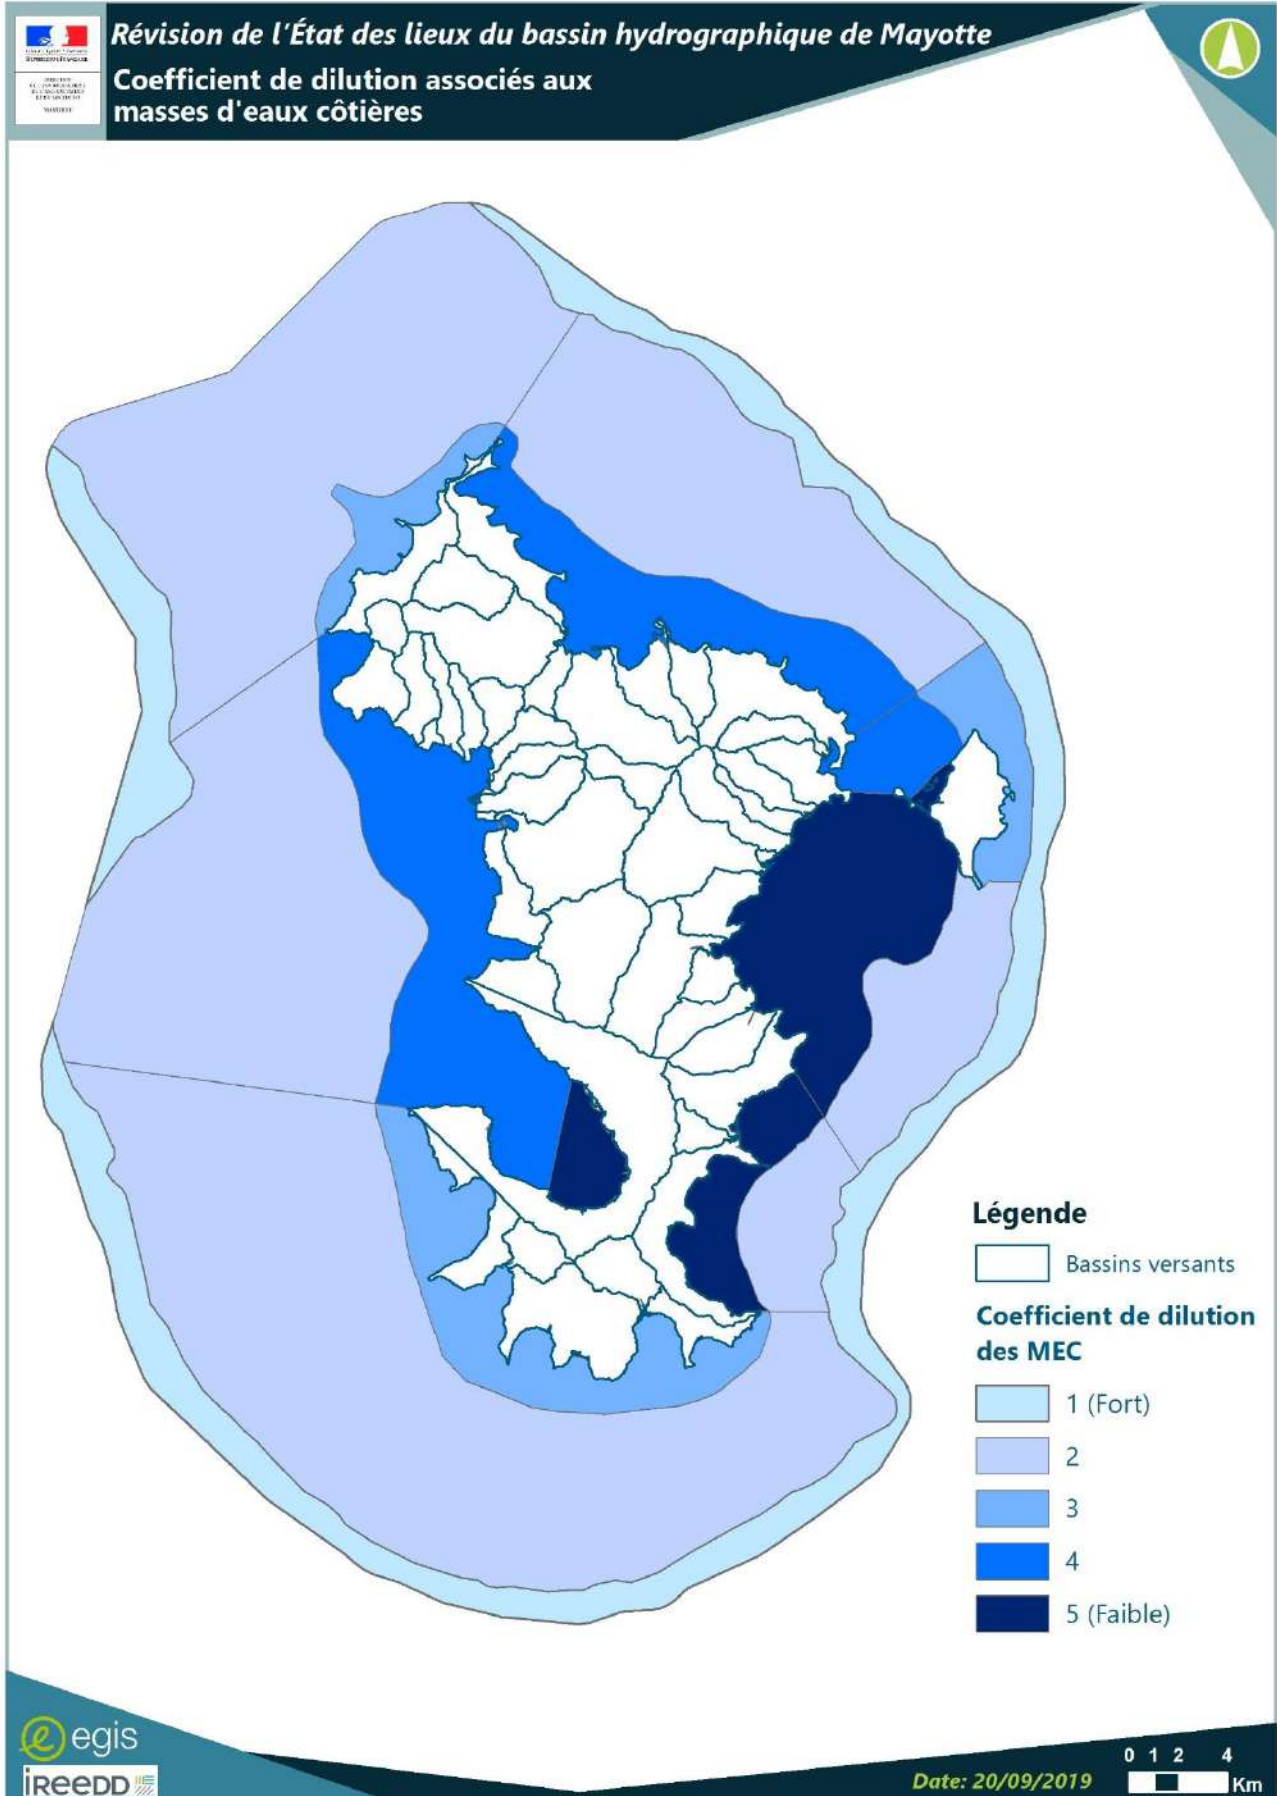 Révision de l'État des lieux du bassin hydrographique de Mayotte
Coefficient de dilution associés aux
masses d'eaux côtières
Légende
Bassins versants
Coefficient de dilution
des MEC
1 (Fort)
2
3
4
5 (Faible)
egis
iReeDD
Date: 20/09/2019
0 1 2 4
Km